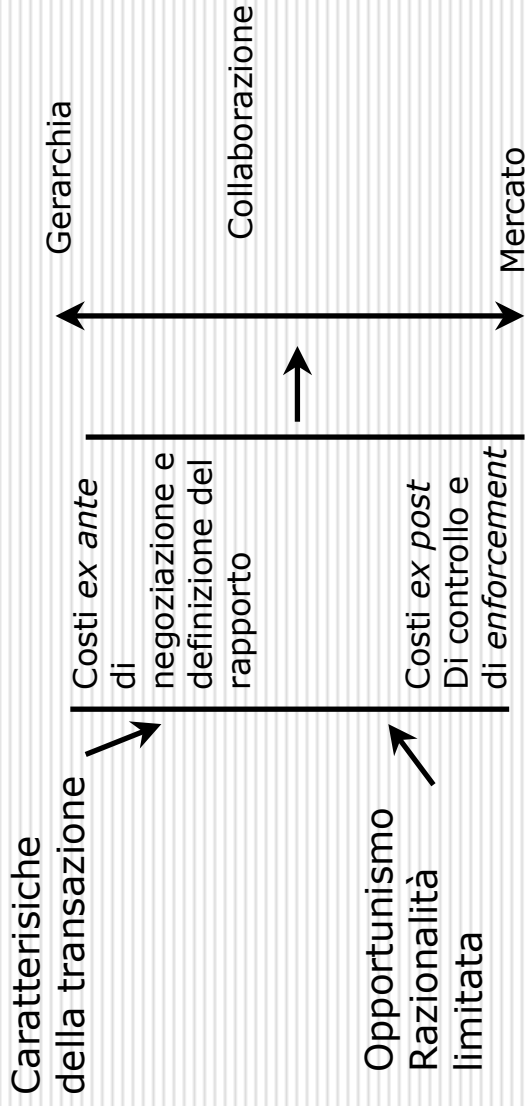 Caratterisiche
della transazione
Opportunismo
Razionalità
limitata
Costi ex ante
di
negoziazione e
definizione del
rapporto
Costi ex post
Di controllo e
di enforcement
Gerarchia
Collaborazione
Mercato